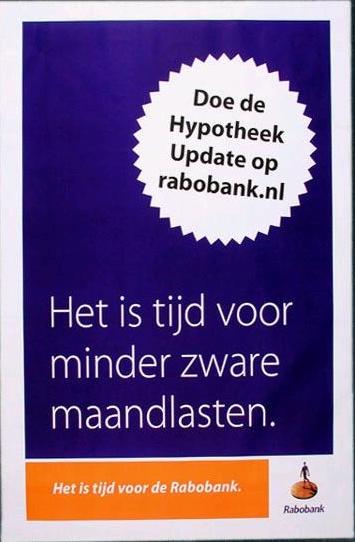 Doe de
Hypotheek
Update op
rabobank.nl
Het is tijd voor
minder zware
maandlasten.
Het is tijd voor de Rabobank.
Rabobank